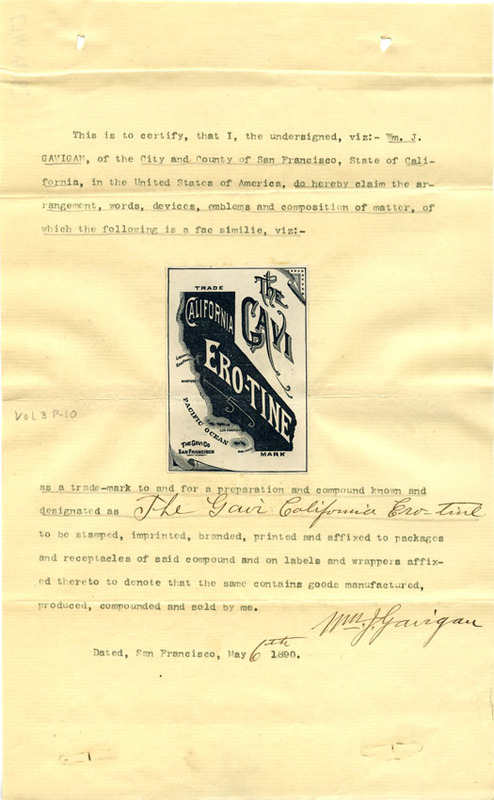 This is to certify, that I, the undersigned, viz:- Wm. J.
GAVIGAN, of the City and County of San Francisco, State of Cali-
fornia, in the United States of America, do hereby claim the ar-
rangement, words, devices, emblems and composition of matter, of
which the following is a fac similie, viz:-
TRADE
THE
GAVI
CALIFORNIA
ERO-TINE
PACIFIC OCEAN
THE GAVI CO
SAN FRANCISCO
MARK
Vol 3 P-10
as a trade-mark to and for a preparation and compound known and
designated as The Gavi California Ero-tine
to be stamped, imprinted, branded, printed and affixed to packages
and receptacles of said compound and on labels and wrappers affix-
ed thereto to denote that the same contains goods manufactured,
produced, compounded and sold by me.
Wm. J. Gavigan
Dated, San Francisco, May 6th 1890.